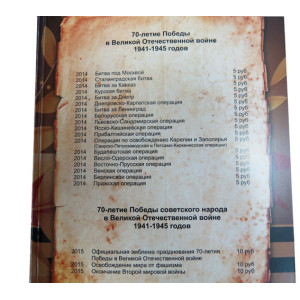 70-летие Победы
в Великой Отечественной войне
1941-1945 годов
2014 Битва под Москвой 5 руб
2014 Сталинградская битва 5 руб
2014 Битва за Кавказ 5 руб
2014 Курская битва 5 руб
2014 Битва за Днепр 5 руб
2014 Днепровско-Карпатская операция 5 руб
2014 Битва за Ленинград 5 руб
2014 Белорусская операция 5 руб
2014 Львовско-Сандомирская операция 5 руб
2014 Ясско-Кишиневская операция 5 руб
2014 Прибалтийская операция 5 руб
2014 Операция по освобождению Карелии и Заполярья 5 руб
(Свирско-Петрозаводская и Петсамо-Киркенесская операции)
2014 Будапештская операция 5 руб
2014 Висло-Одерская операция 5 руб
2014 Восточно-Прусская операция 5 руб
2014 Венская операция 5 руб
2014 Берлинская операция 5 руб
2014 Пражская операция 5 руб
70-летие Победы советского народа
в Великой Отечественной войне
1941-1945 годов
2015 Официальная эмблема празднования 70-летия 10 руб
Победы в Великой Отечественной войне
2015 Освобождение мира от фашизма 10 руб
2015 Окончание Второй мировой войны 10 руб